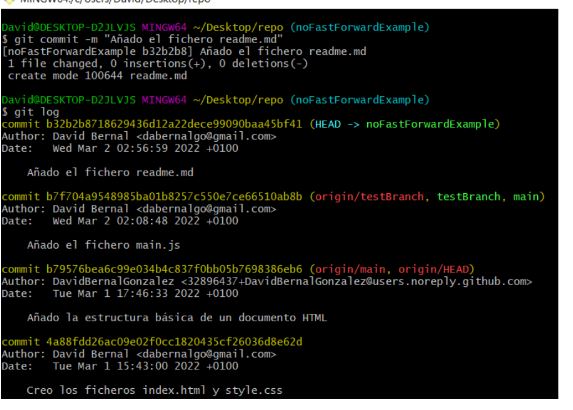 MINGW64:/c/Users/David/Desktop/repo
David@DESKTOP-D2JLVJS MINGW64 ~/Desktop/repo (noFastForwardExample)
$ git commit -m "Añado el fichero readme.md"
[noFastForwardExample b32b2b8] Añado el fichero readme.md
1 file changed, 0 insertions(+), 0 deletions(-)
create mode 100644 readme.md
David@DESKTOP-D2JLVJS MINGW64 ~/Desktop/repo (noFastForwardExample)
$ git log
commit b32b2b8718629436d12a22dece99090baa45bf41 (HEAD -> noFastForwardExample)
Author: David Bernal <dabernalgo@gmail.com>
Date: Wed Mar 2 02:56:59 2022 +0100
Añado el fichero readme.md
commit b7f704a9548985ba01b8257c550e7ce66510ab8b (origin/testBranch, testBranch, main)
Author: David Bernal <dabernalgo@gmail.com>
Date: Wed Mar 2 02:08:48 2022 +0100
Añado el fichero main.js
commit b79576bea6c99e034b4c837f0bb05b7698386eb6 (origin/main, origin/HEAD)
Author: DavidBernalGonzalez <32896437+DavidBernalGonzalez@users.noreply.github.com>
Date: Tue Mar 1 17:46:33 2022 +0100
Añado la estructura básica de un documento HTML
commit 4a88fdd26ac09e02f0cc1820435cf26036d8e62d
Author: David Bernal <dabernalgo@gmail.com>
Date: Tue Mar 1 15:43:00 2022 +0100
Creo los ficheros index.html y style.css